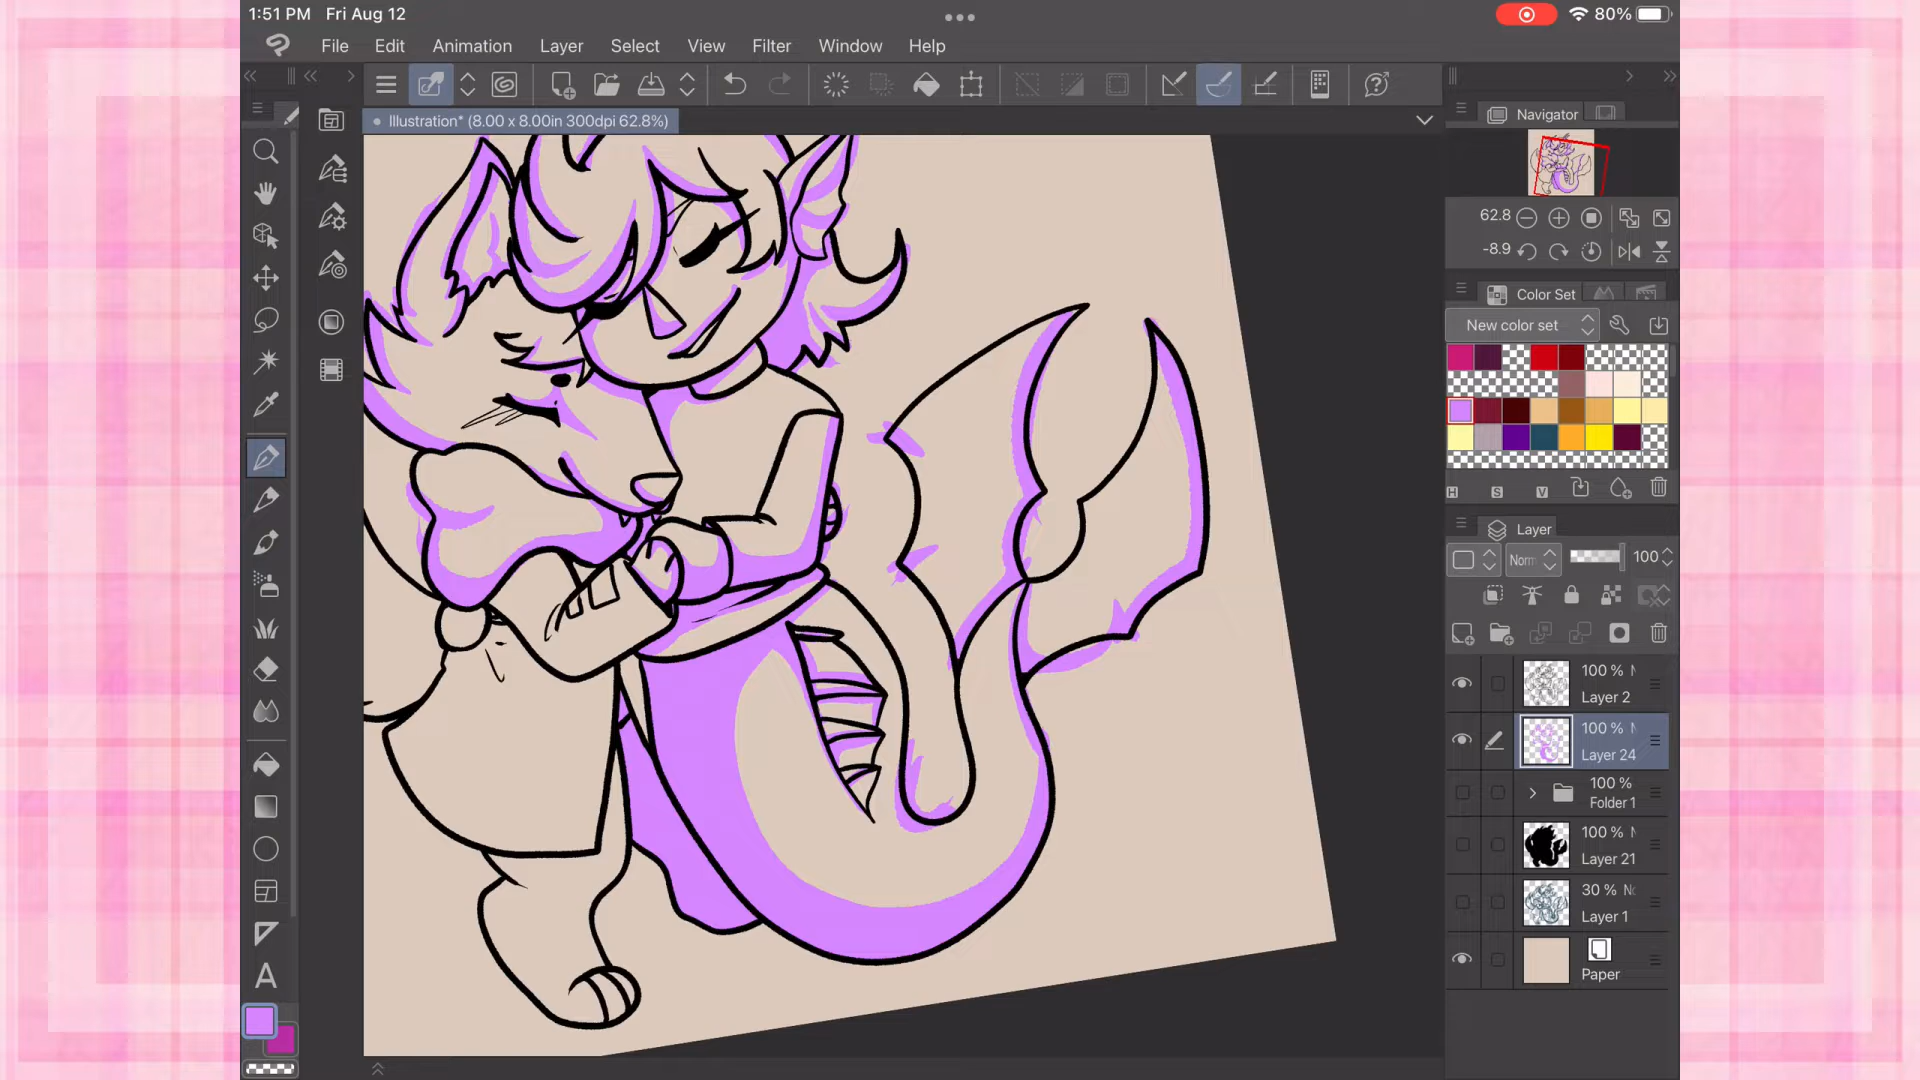 1:51 PM Fri Aug 12
80%
File Edit Animation Layer Select View Filter Window Help
Illustration* (8.00 x 8.00in 300dpi 62.8%)
Navigator
62.8
-8.9
Color Set
New color set
H S V
Layer
Norm 100
100 % N
Layer 2
100 % N
Layer 24
100 %
Folder 1
100 % N
Layer 21
30 % No
Layer 1
Paper
A